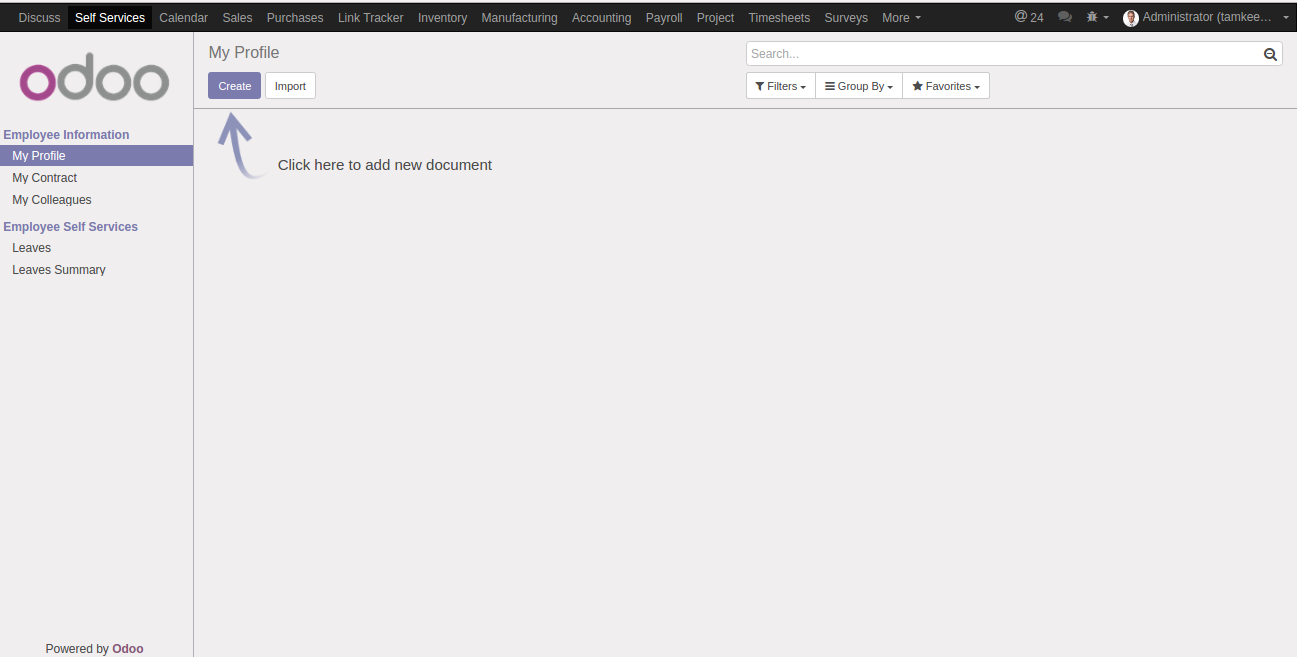 Discuss Self Services Calendar Sales Purchases Link Tracker Inventory Manufacturing Accounting Payroll Project Timesheets Surveys More @ 24 Administrator (tamkee...
odoo
My Profile
Search...
Create Import
Filters Group By Favorites
Employee Information
My Profile
My Contract
My Colleagues
Employee Self Services
Leaves
Leaves Summary
Click here to add new document
Powered by Odoo